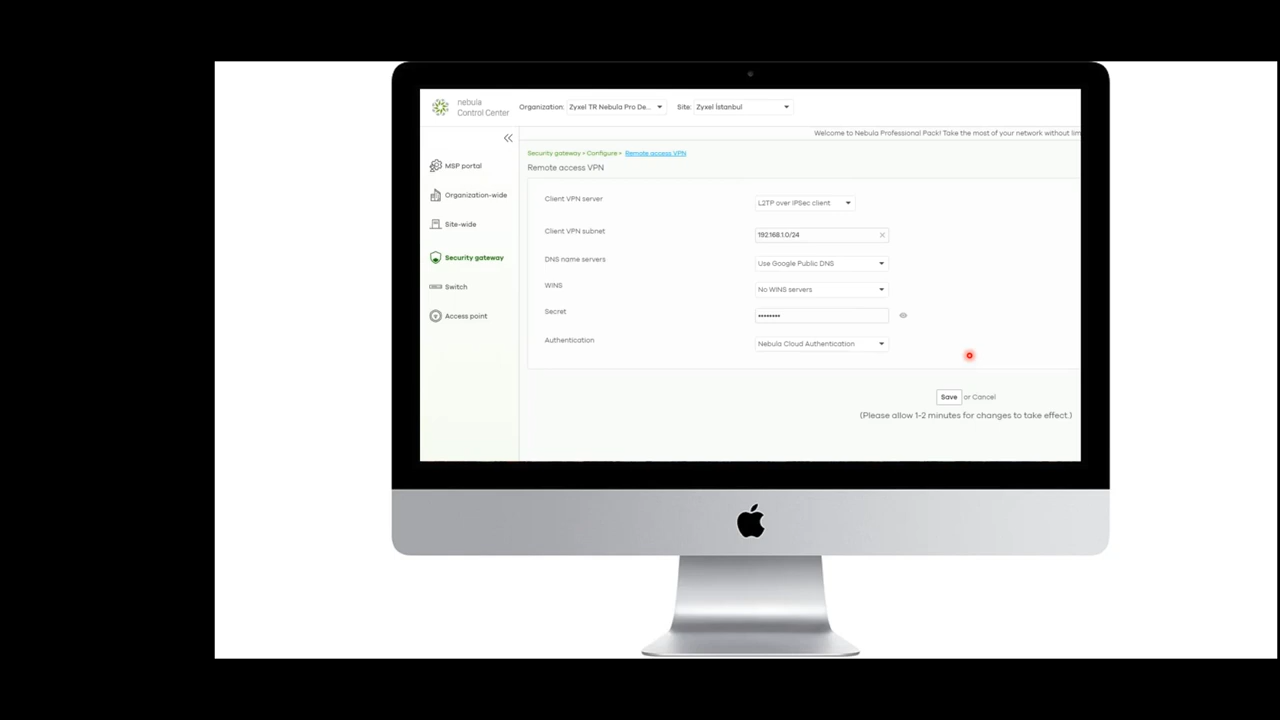 nebula
Control Center
Organization: Zyxel TR Nebula Pro De... Site: Zyxel İstanbul
Welcome to Nebula Professional Pack! Take the most of your network without lim
Security gateway > Configure > Remote access VPN
Remote access VPN
MSP portal
Organization-wide
Site-wide
Security gateway
Switch
Access point
Client VPN server L2TP over IPSec client
Client VPN subnet 192.168.1.0/24
DNS name servers Use Google Public DNS
WINS No WINS servers
Secret ••••••••
Authentication Nebula Cloud Authentication
Save or Cancel
(Please allow 1-2 minutes for changes to take effect.)